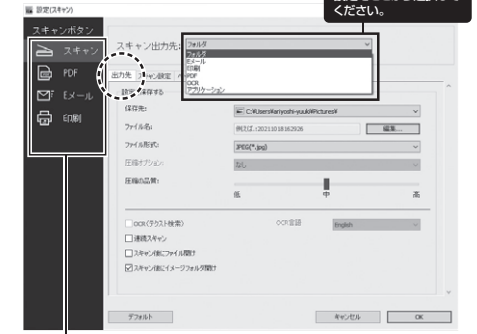 設定(スキャン)
ください。
スキャンボタン
スキャン
PDF
Eメール
印刷
スキャン出力先:
フォルダ
フォルダ
Eメール
印刷
PDF
OCR
アプリケーション
出力先
保存先:
C:¥Users¥ariyoshi-yuuki¥Pictures¥
ファイル名:
例えば、(20211018162926
編集...
ファイル形式:
JPEG(*.jpg)
圧縮オプション:
なし
圧縮の品質:
低 中 高
OCR(テクスト検索)
OCR言語
English
連続スキャン
スキャン後にファイル開け
スキャン後にイメージフォルダ開け
デフォルト
キャンセル
OK